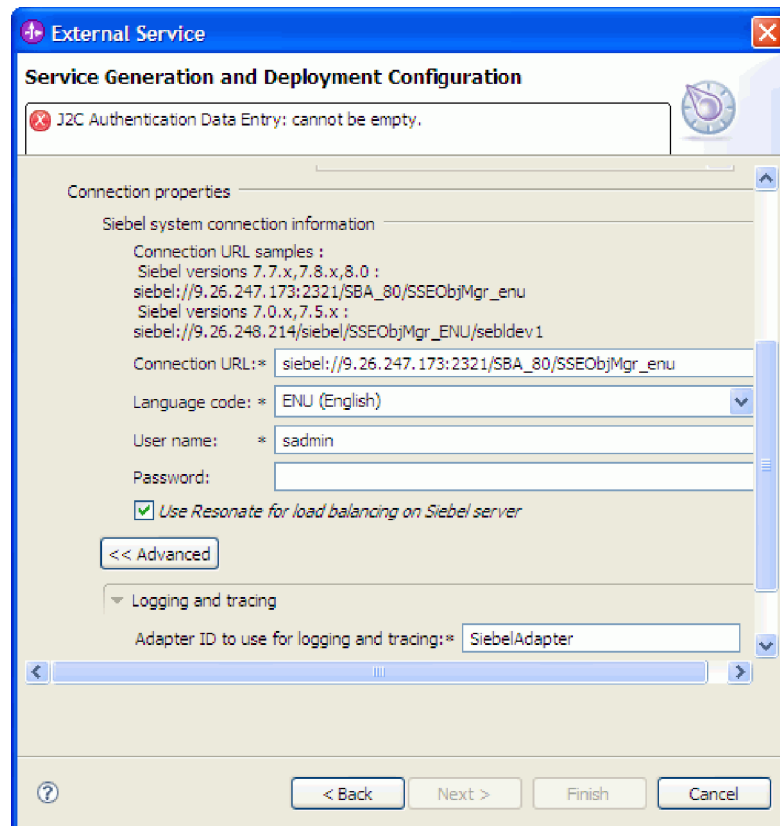 External Service
Service Generation and Deployment Configuration
J2C Authentication Data Entry: cannot be empty.
Connection properties
Siebel system connection information
Connection URL samples :
Siebel versions 7.7.x,7.8.x,8.0 :
siebel://9.26.247.173:2321/SBA_80/SSEObjMgr_enu
Siebel versions 7.0.x,7.5.x :
siebel://9.26.248.214/siebel/SSEObjMgr_ENU/sebldev1
Connection URL:* siebel://9.26.247.173:2321/SBA_80/SSEObjMgr_enu
Language code: * ENU (English)
User name: * sadmin
Password:
Use Resonate for load balancing on Siebel server
<< Advanced
Logging and tracing
Adapter ID to use for logging and tracing:* SiebelAdapter
? < Back Next > Finish Cancel